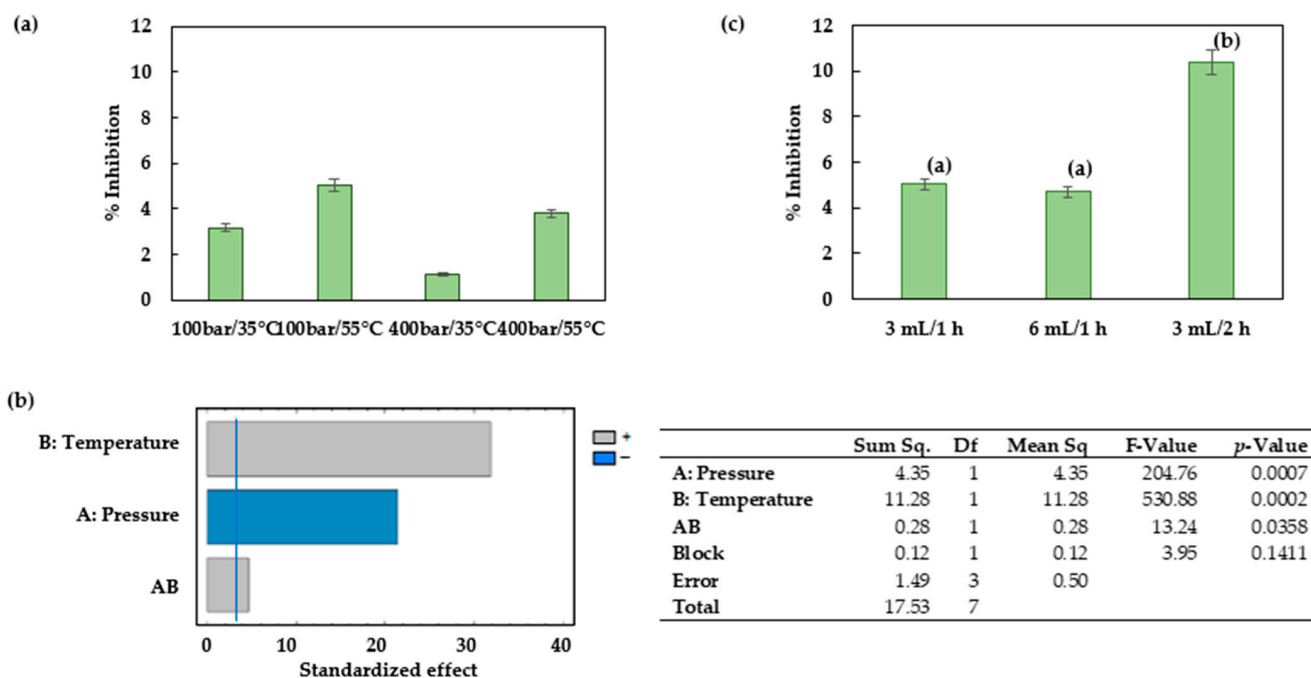 (a)
12
10
8
6
4
2
0
% Inhibition
100bar/35°C 100bar/55°C 400bar/35°C 400bar/55°C
(c)
12
10
8
6
4
2
0
% Inhibition
(a)
(a)
(b)
3 mL/1 h 6 mL/1 h 3 mL/2 h
(b)
B: Temperature
A: Pressure
AB
0 10 20 30 40
Standardized effect
+
−
Sum Sq. Df Mean Sq F-Value p-Value
A: Pressure 4.35 1 4.35 204.76 0.0007
B: Temperature 11.28 1 11.28 530.88 0.0002
AB 0.28 1 0.28 13.24 0.0358
Block 0.12 1 0.12 3.95 0.1411
Error 1.49 3 0.50
Total 17.53 7